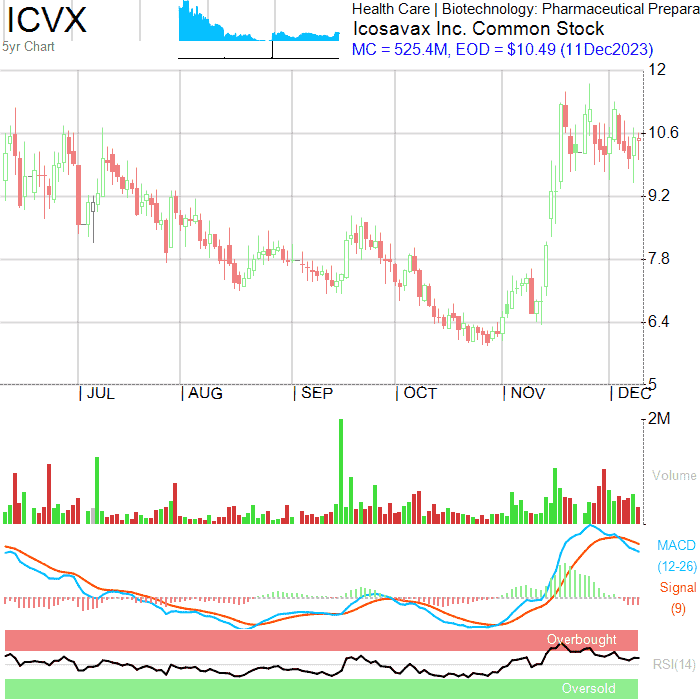 ICVX
5yr Chart
Health Care | Biotechnology: Pharmaceutical Prepara
Icosavax Inc. Common Stock
MC = 525.4M, EOD = $10.49 (11Dec2023)
12
10.6
9.2
7.8
6.4
5
| JUL | AUG | SEP | OCT | NOV | DEC
2M
Volume
MACD
(12-26)
Signal
(9)
Overbought
RSI(14)
Oversold